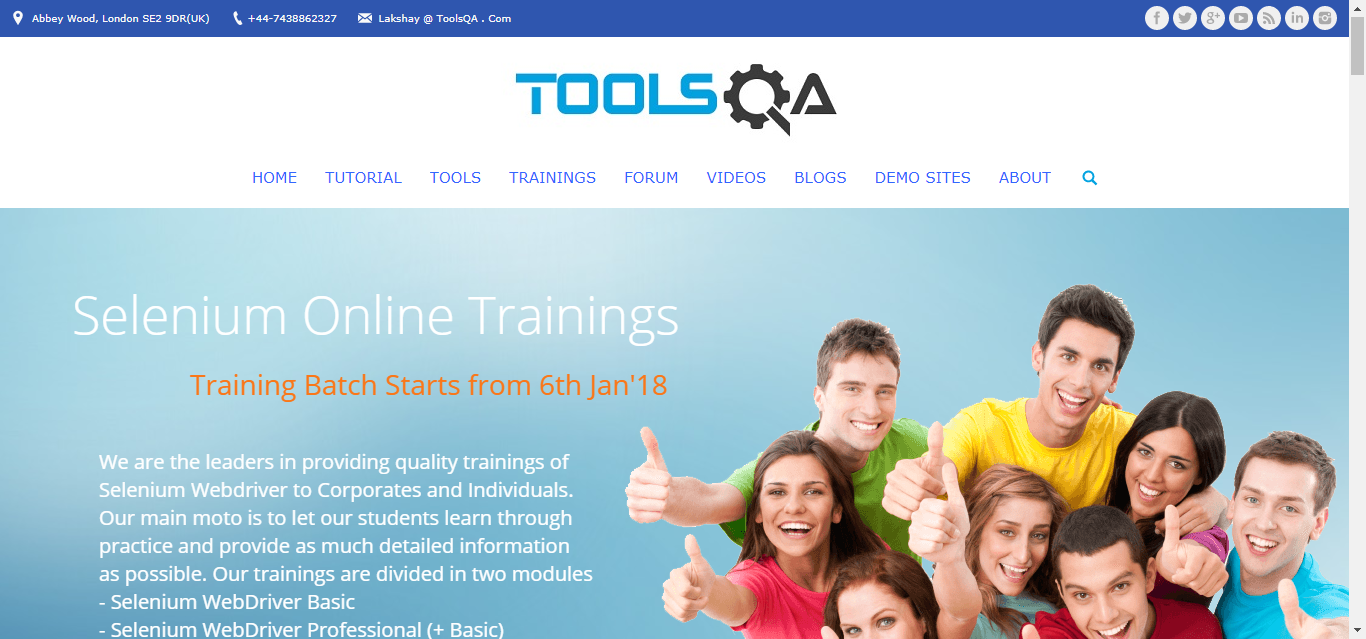 Abbey Wood, London SE2 9DR(UK) +44-7438862327 Lakshay @ ToolsQA . Com
TOOLSQA
HOME TUTORIAL TOOLS TRAININGS FORUM VIDEOS BLOGS DEMO SITES ABOUT
Selenium Online Trainings
Training Batch Starts from 6th Jan'18
We are the leaders in providing quality trainings of
Selenium Webdriver to Corporates and Individuals.
Our main moto is to let our students learn through
practice and provide as much detailed information
as possible. Our trainings are divided in two modules
- Selenium WebDriver Basic
- Selenium WebDriver Professional (+ Basic)